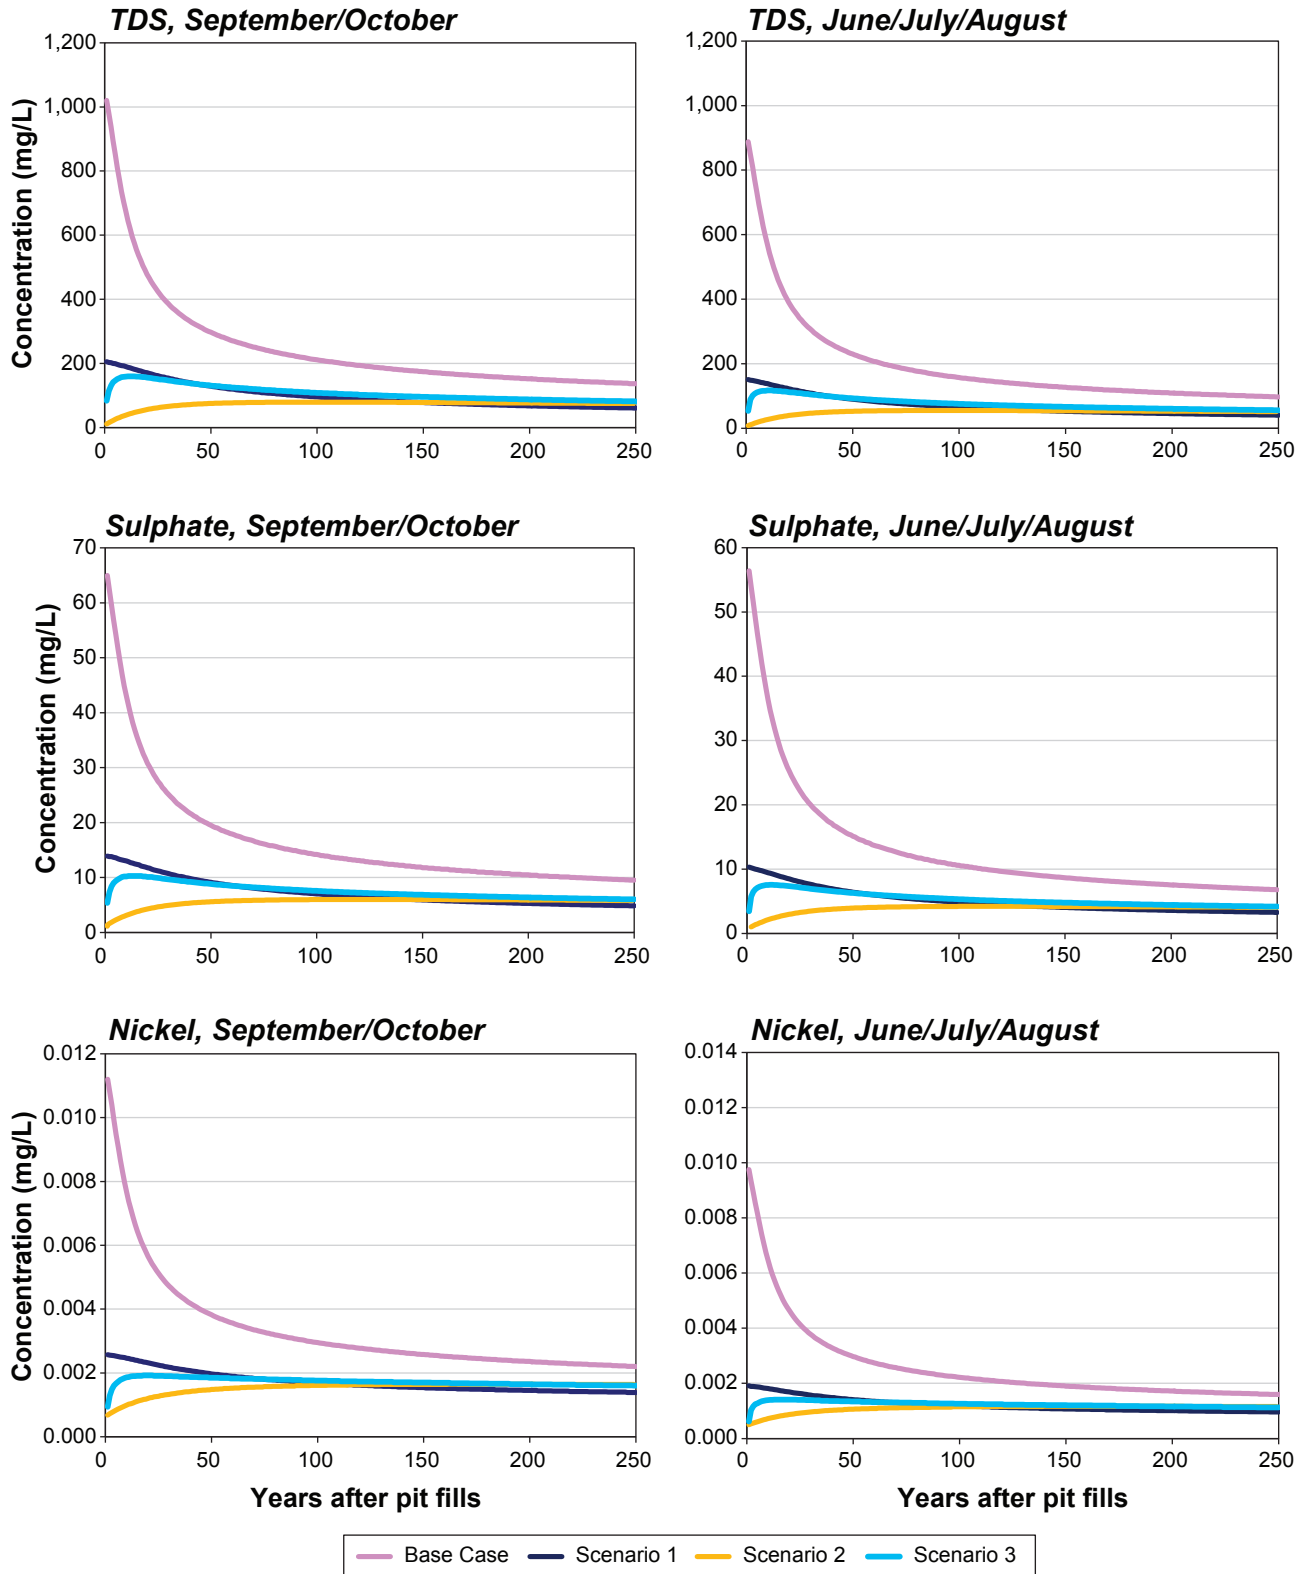 TDS, September/October
Concentration (mg/L)
1,200
1,000
800
600
400
200
0
0 50 100 150 200 250
TDS, June/July/August
1,200
1,000
800
600
400
200
0
0 50 100 150 200 250
Sulphate, September/October
Concentration (mg/L)
70
60
50
40
30
20
10
0
0 50 100 150 200 250
Sulphate, June/July/August
60
50
40
30
20
10
0
0 50 100 150 200 250
Nickel, September/October
Concentration (mg/L)
0.012
0.010
0.008
0.006
0.004
0.002
0.000
0 50 100 150 200 250
Years after pit fills
Nickel, June/July/August
0.014
0.012
0.010
0.008
0.006
0.004
0.002
0.000
0 50 100 150 200 250
Years after pit fills
Base Case Scenario 1 Scenario 2 Scenario 3